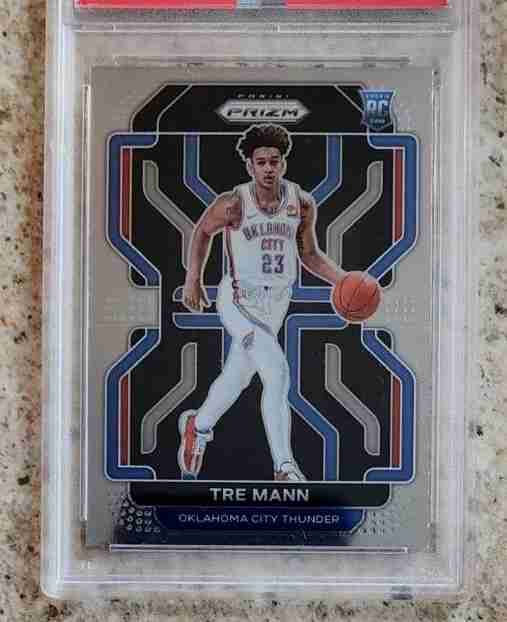 PANINI
PRIZM
RC
OKLAHOMA
CITY
23
TRE MANN
OKLAHOMA CITY THUNDER